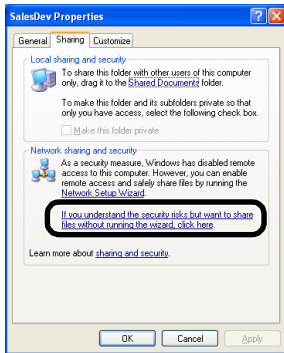 SalesDev Properties
General Sharing Customize
Local sharing and security
To share this folder with other users of this computer
only, drag it to the Shared Documents folder.
To make this folder and its subfolders private so that
only you have access, select the following check box.
Make this folder private
Network sharing and security
As a security measure, Windows has disabled remote
access to this computer. However, you can enable
remote access and safely share files by running the
Network Setup Wizard.
If you understand the security risks but want to share
files without running the wizard, click here.
Learn more about sharing and security.
OK Cancel Apply